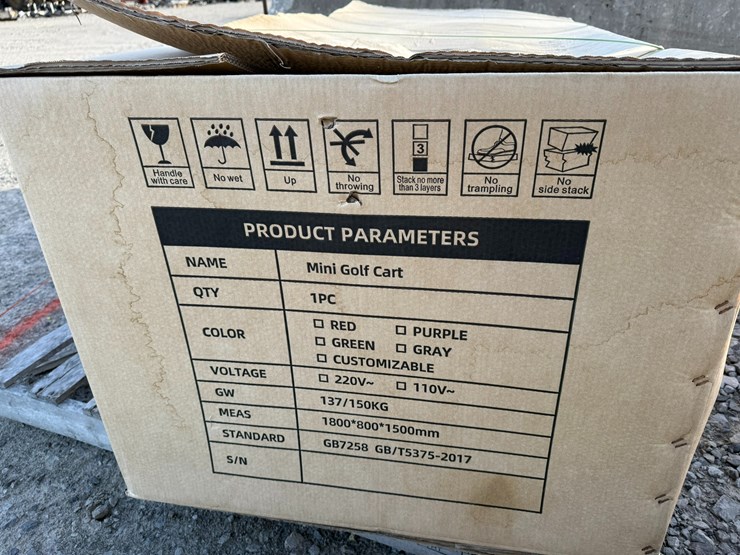 Handle
with care
No wet
Up
No
throwing
3
Stack no more
than 3 layers
No
trampling
No
side stack
PRODUCT PARAMETERS
NAME Mini Golf Cart
QTY 1PC
COLOR
RED PURPLE
GREEN GRAY
CUSTOMIZABLE
VOLTAGE 220V~ 110V~
GW 137/150KG
MEAS 1800*800*1500mm
STANDARD GB7258 GB/T5375-2017
S/N